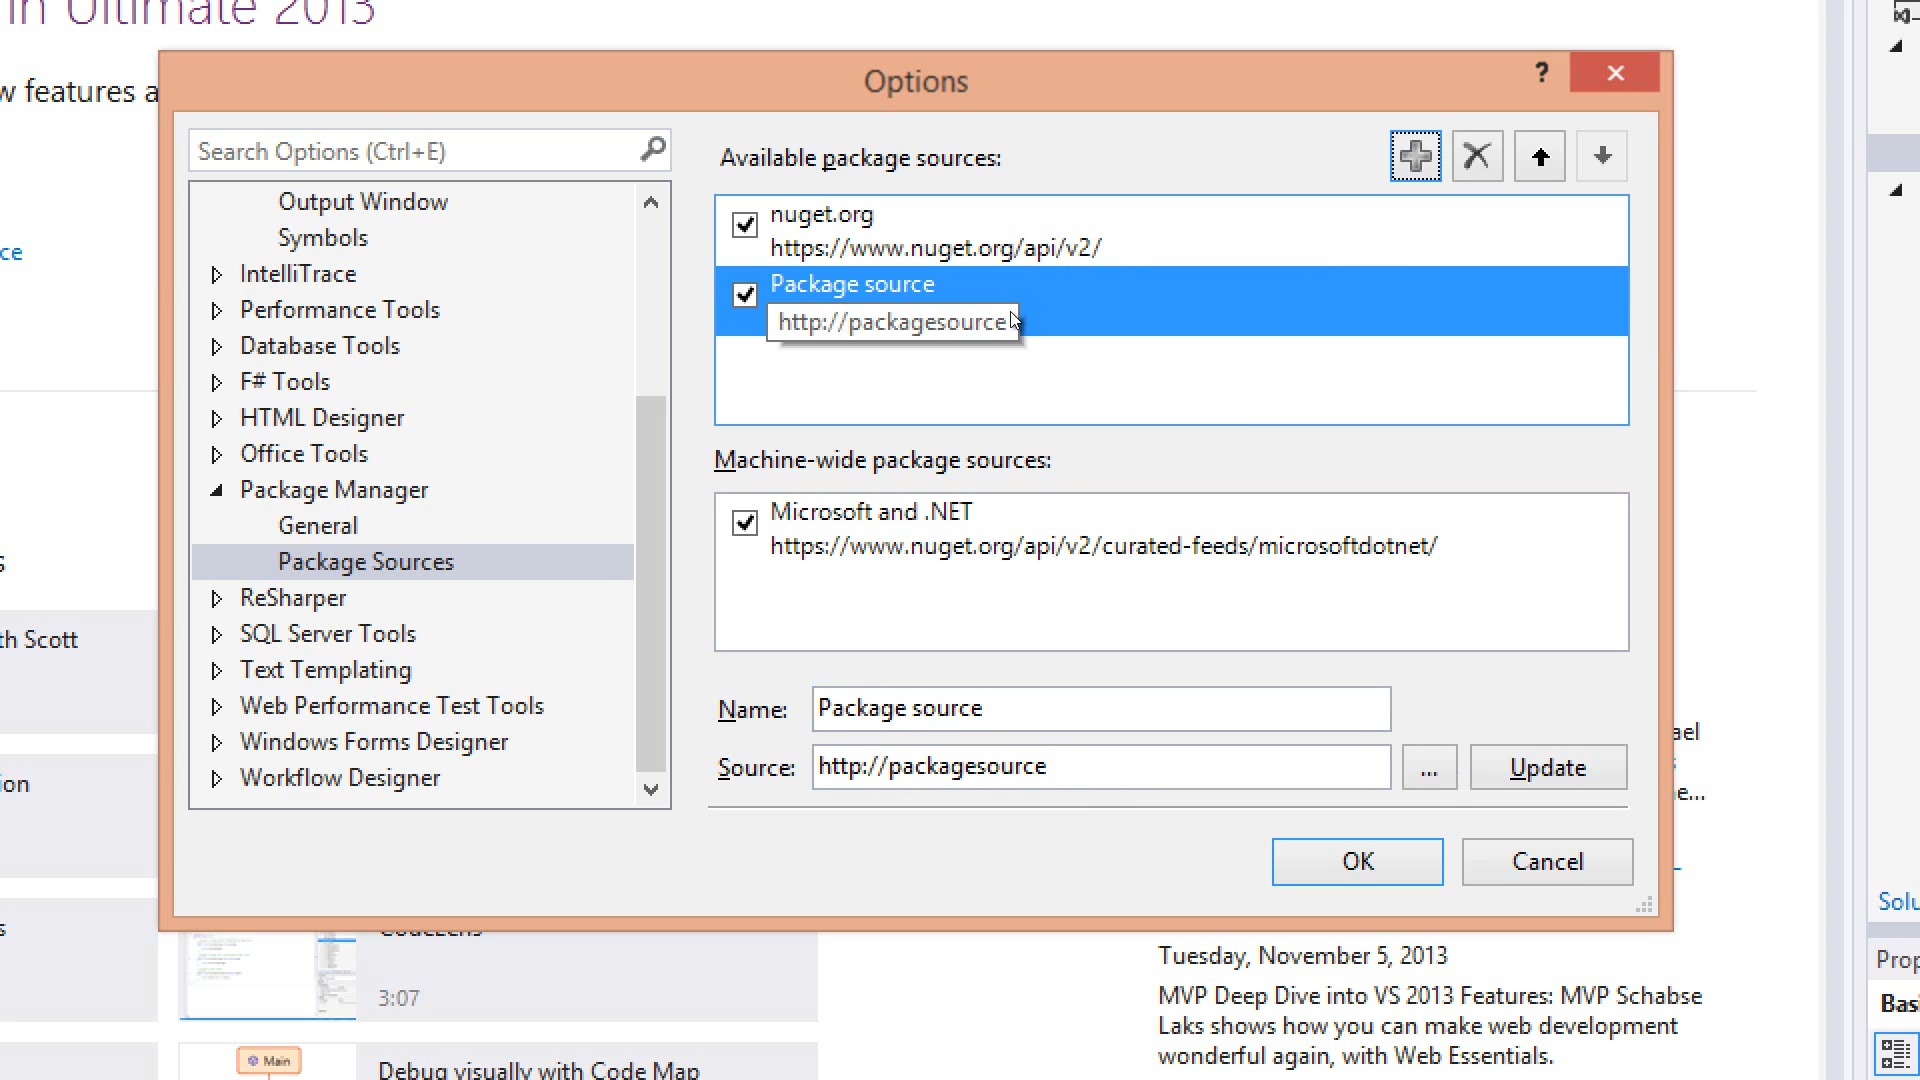 in Ultimate 2013
w features a
ce
th Scott
ion
s
Options
?
Search Options (Ctrl+E)
Output Window
Symbols
IntelliTrace
Performance Tools
Database Tools
F# Tools
HTML Designer
Office Tools
Package Manager
General
Package Sources
ReSharper
SQL Server Tools
Text Templating
Web Performance Test Tools
Windows Forms Designer
Workflow Designer
Available package sources:
nuget.org
https://www.nuget.org/api/v2/
Package source
http://packagesource
Machine-wide package sources:
Microsoft and .NET
https://www.nuget.org/api/v2/curated-feeds/microsoftdotnet/
Name: Package source
Source: http://packagesource
...
Update
OK
Cancel
ael
e...
3:07
Main
Debug visually with Code Map
Tuesday, November 5, 2013
MVP Deep Dive into VS 2013 Features: MVP Schabse
Laks shows how you can make web development
wonderful again, with Web Essentials.
Solu
Prop
Bas